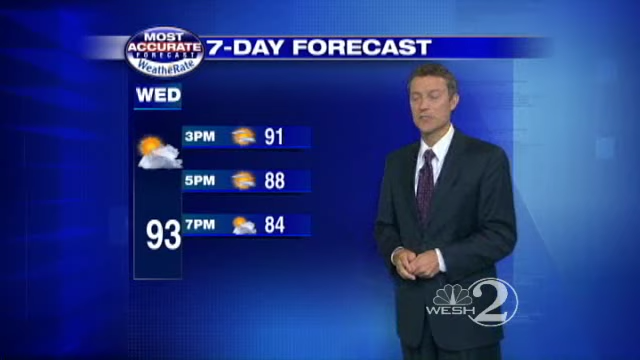 MOST
ACCURATE
FORECAST
WeatheRate
7-DAY FORECAST
WED
3PM 91
5PM 88
7PM 84
93
WESH 2